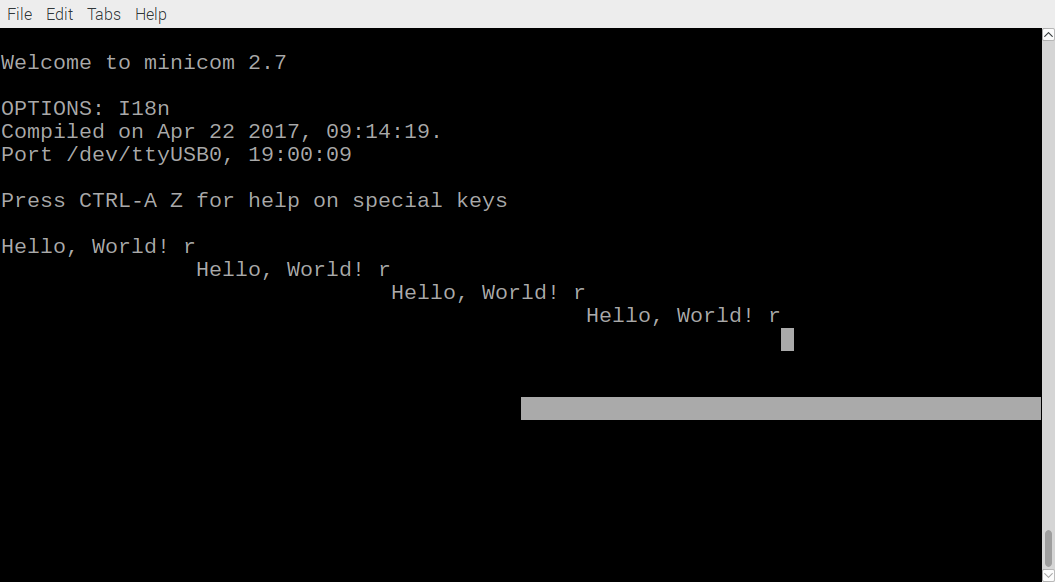 File Edit Tabs Help
Welcome to minicom 2.7
OPTIONS: I18n
Compiled on Apr 22 2017, 09:14:19.
Port /dev/ttyUSB0, 19:00:09
Press CTRL-A Z for help on special keys
Hello, World! r
Hello, World! r
Hello, World! r
Hello, World! r